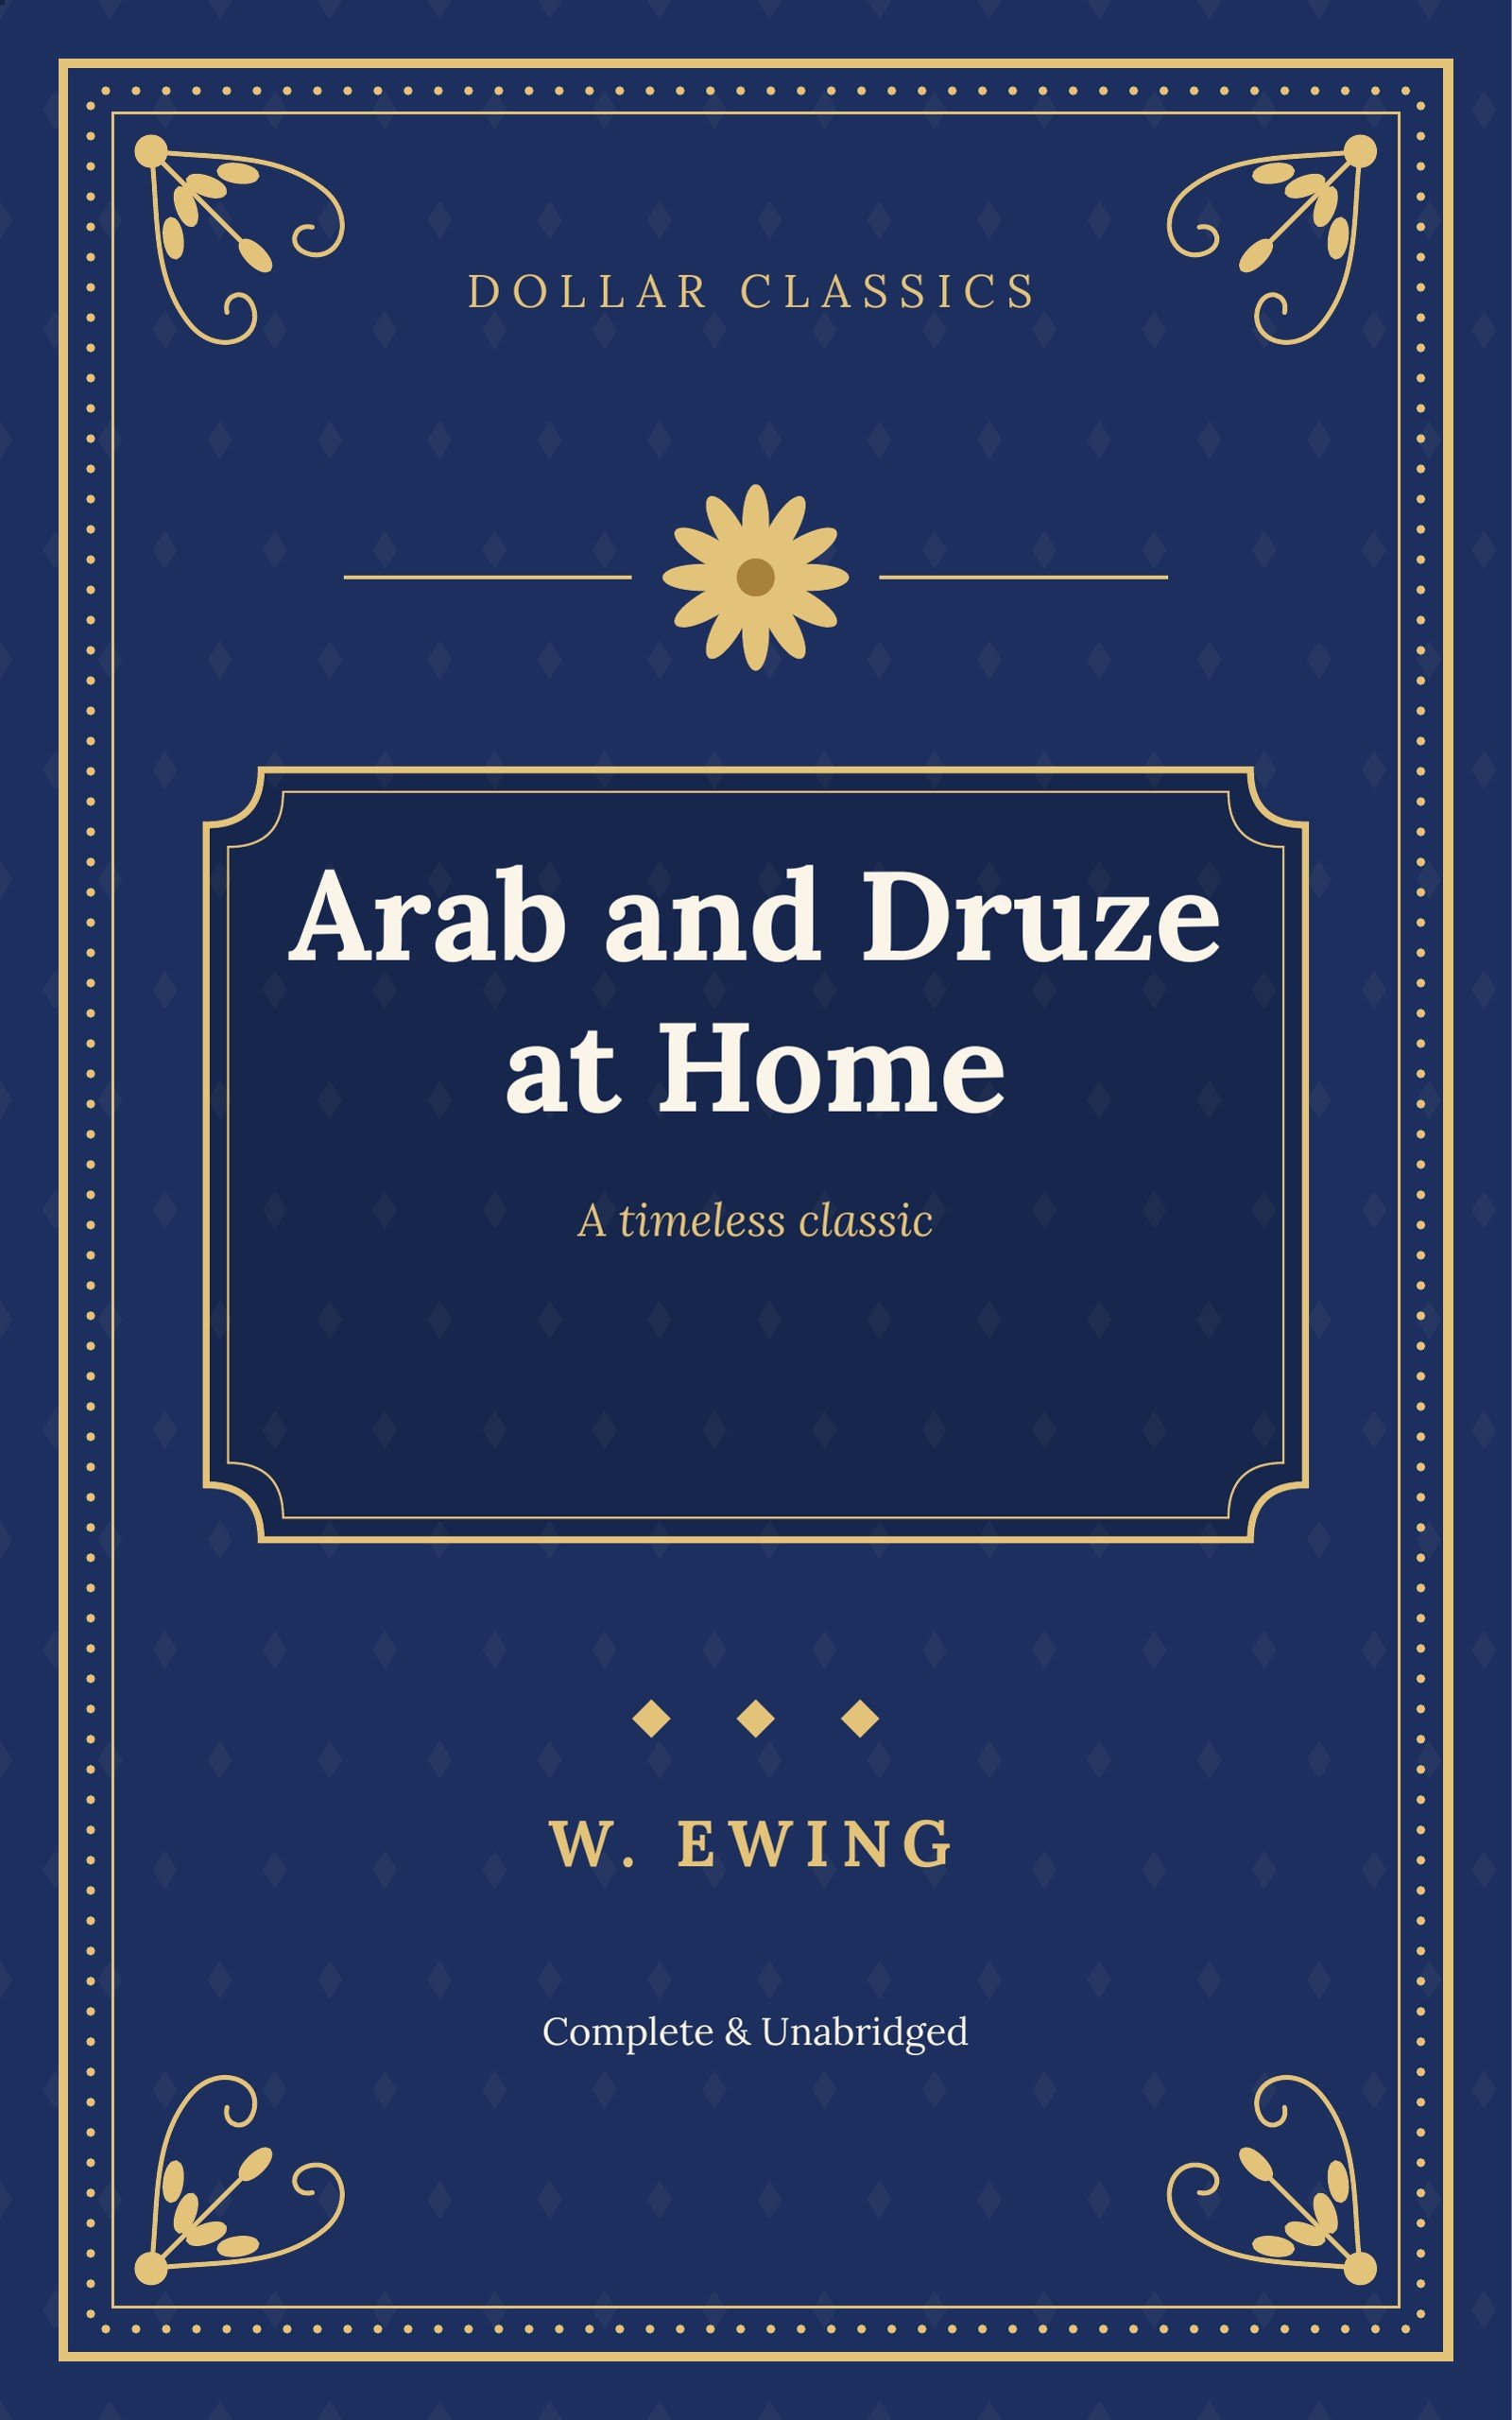 DOLLAR CLASSICS
Arab and Druze
at Home
A timeless classic
W. EWING
Complete & Unabridged